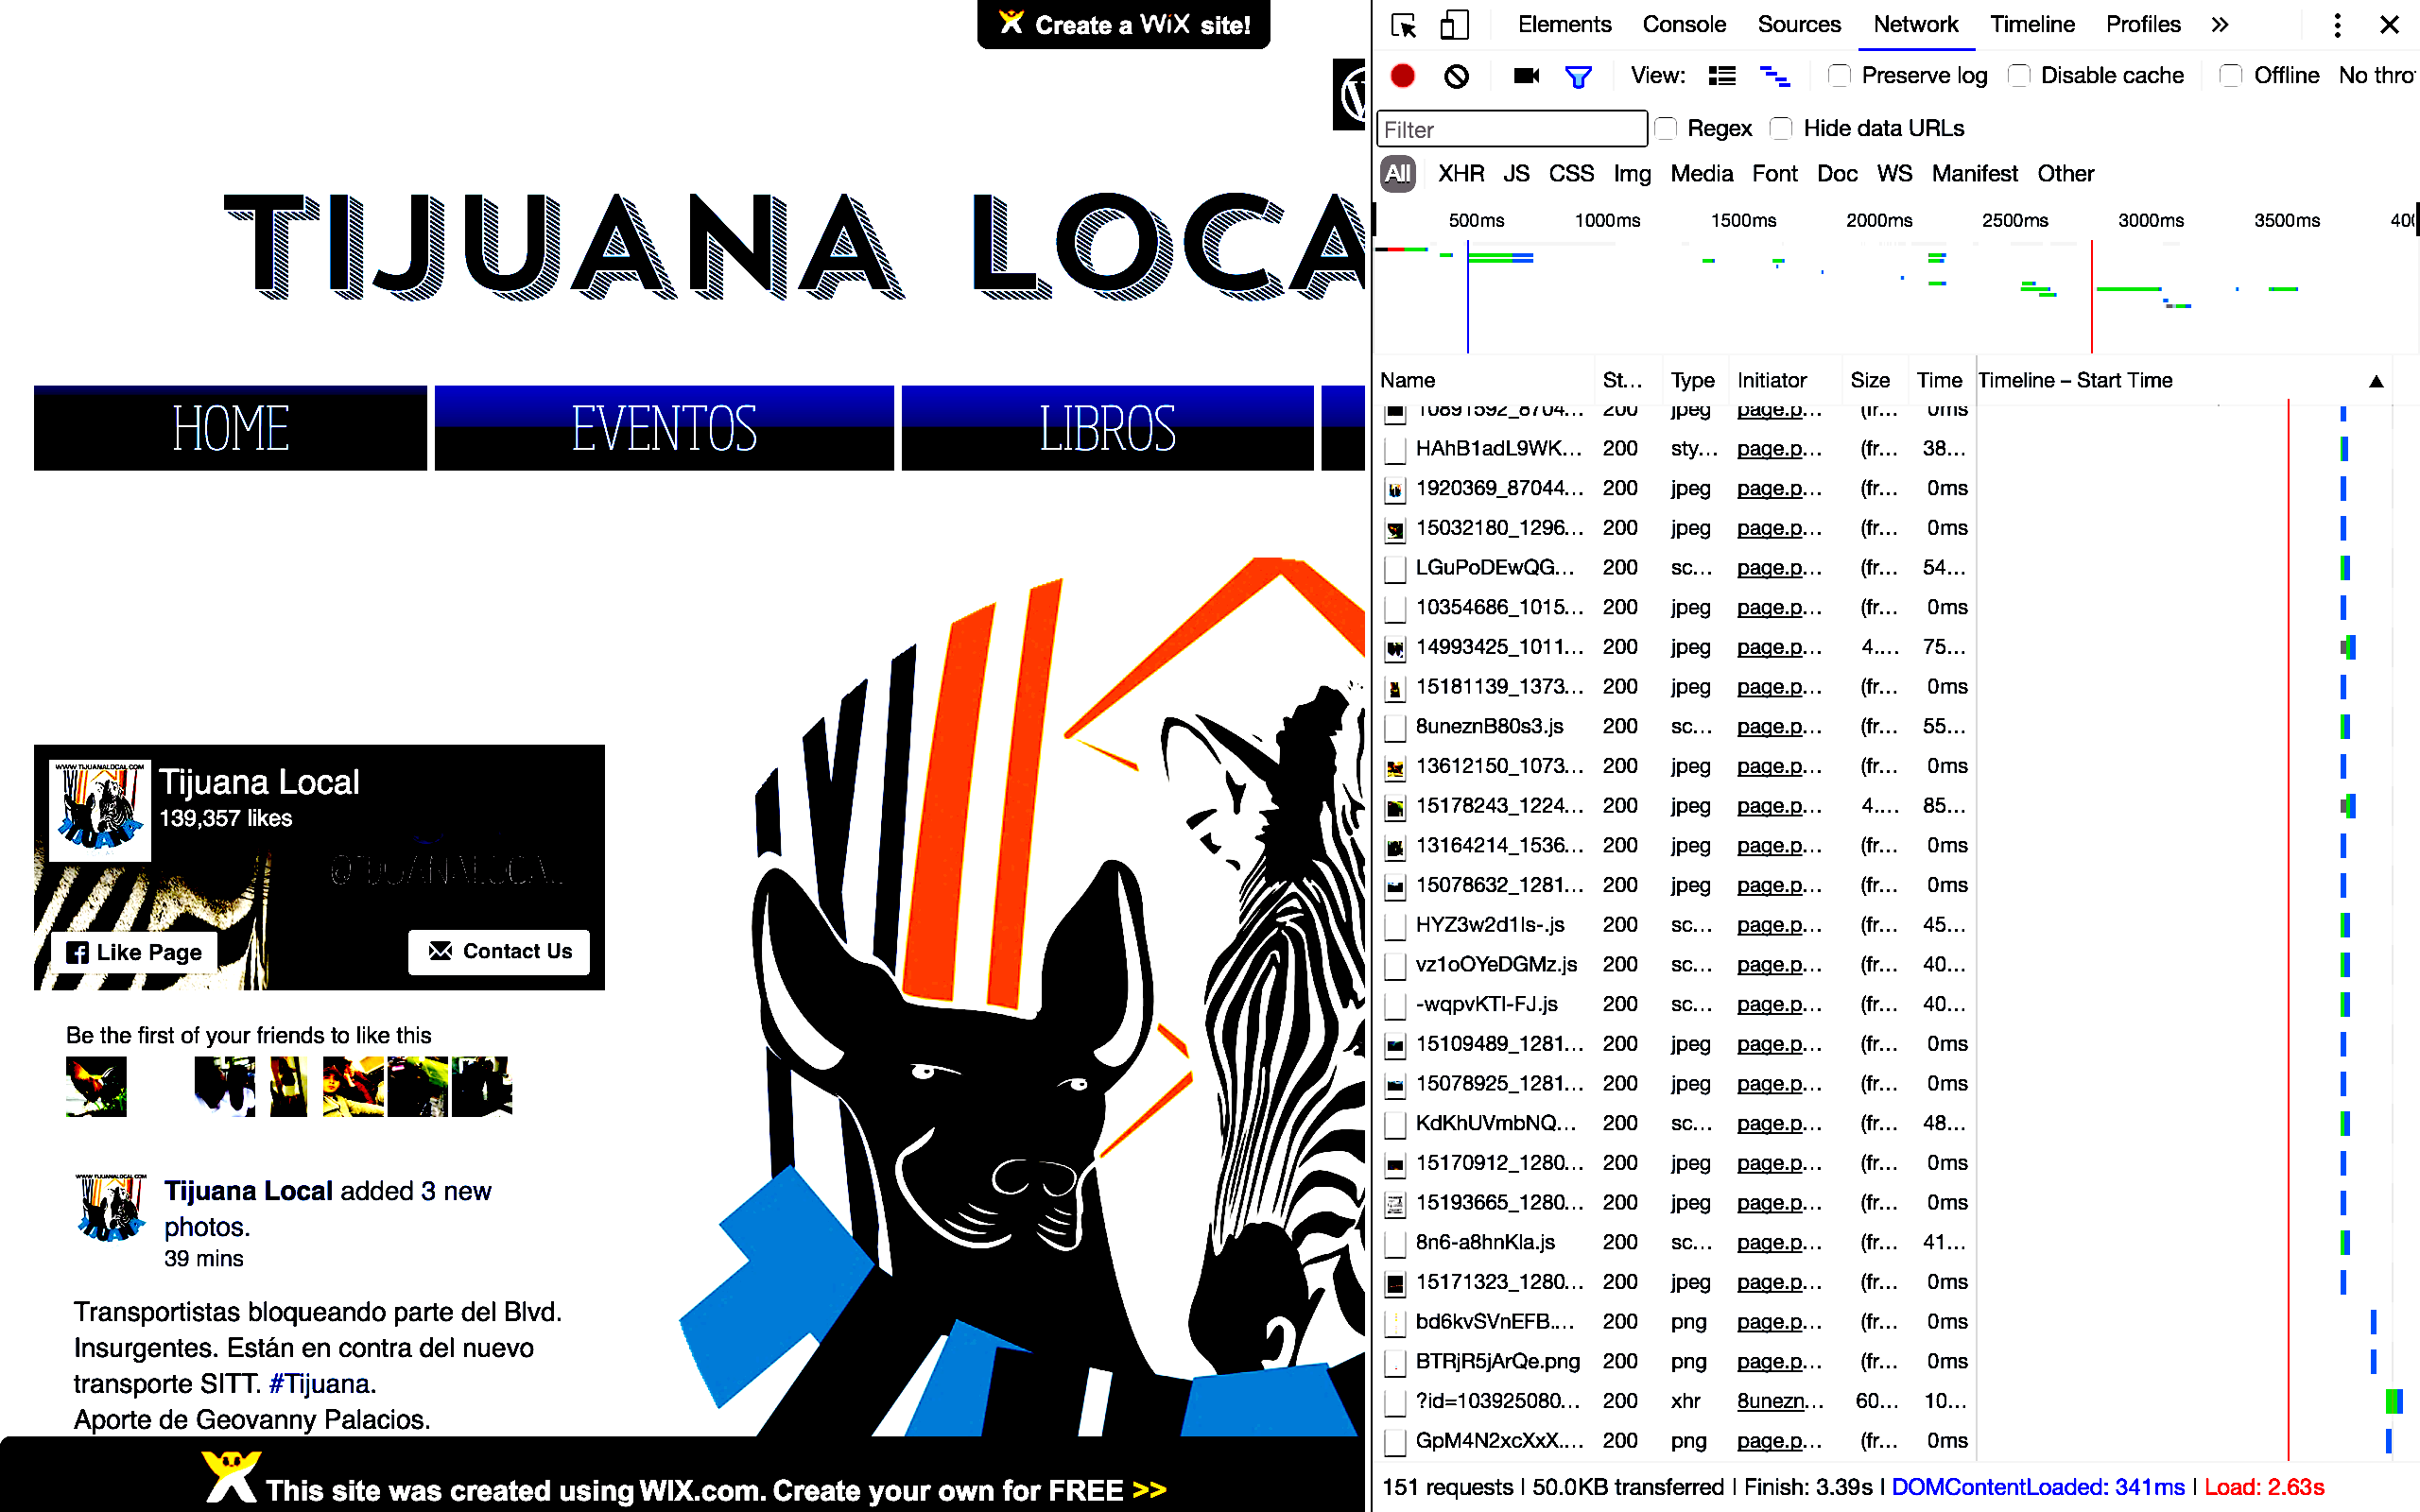 Create a WiX site!
TIJUANA LOCA
HOME
EVENTOS
LIBROS
WWW.TIJUANALOCAL.COM
Tijuana Local
139,357 likes
@TIJUANALOCAL
Like Page
Contact Us
Be the first of your friends to like this
Tijuana Local added 3 new
photos.
39 mins
Transportistas bloqueando parte del Blvd.
Insurgentes. Están en contra del nuevo
transporte SITT. #Tijuana.
Aporte de Geovanny Palacios.
This site was created using WIX.com. Create your own for FREE >>
Elements Console Sources Network Timeline Profiles »
View: Preserve log Disable cache Offline No thro
Filter Regex Hide data URLs
All XHR JS CSS Img Media Font Doc WS Manifest Other
500ms 1000ms 1500ms 2000ms 2500ms 3000ms 3500ms 400
Name St... Type Initiator Size Time Timeline – Start Time ▲
10891592_8704... 200 jpeg page.p... (fr... 0ms
HAhB1adL9WK... 200 sty... page.p... (fr... 38...
1920369_87044... 200 jpeg page.p... (fr... 0ms
15032180_1296... 200 jpeg page.p... (fr... 0ms
LGuPoDEwQG... 200 sc... page.p... (fr... 54...
10354686_1015... 200 jpeg page.p... (fr... 0ms
14993425_1011... 200 jpeg page.p... 4.... 75...
15181139_1373... 200 jpeg page.p... (fr... 0ms
8uneznB80s3.js 200 sc... page.p... (fr... 55...
13612150_1073... 200 jpeg page.p... (fr... 0ms
15178243_1224... 200 jpeg page.p... 4.... 85...
13164214_1536... 200 jpeg page.p... (fr... 0ms
15078632_1281... 200 jpeg page.p... (fr... 0ms
HYZ3w2d1ls-.js 200 sc... page.p... (fr... 45...
vz1oOYeDGMz.js 200 sc... page.p... (fr... 40...
-wqpvKTl-FJ.js 200 sc... page.p... (fr... 40...
15109489_1281... 200 jpeg page.p... (fr... 0ms
15078925_1281... 200 jpeg page.p... (fr... 0ms
KdKhUVmbNQ... 200 sc... page.p... (fr... 48...
15170912_1280... 200 jpeg page.p... (fr... 0ms
15193665_1280... 200 jpeg page.p... (fr... 0ms
8n6-a8hnKla.js 200 sc... page.p... (fr... 41...
15171323_1280... 200 jpeg page.p... (fr... 0ms
bd6kvSVnEFB.... 200 png page.p... (fr... 0ms
BTRjR5jArQe.png 200 png page.p... (fr... 0ms
?id=103925080... 200 xhr 8unezn... 60... 10...
GpM4N2xcXxX.... 200 png page.p... (fr... 0ms
151 requests | 50.0KB transferred | Finish: 3.39s | DOMContentLoaded: 341ms | Load: 2.63s